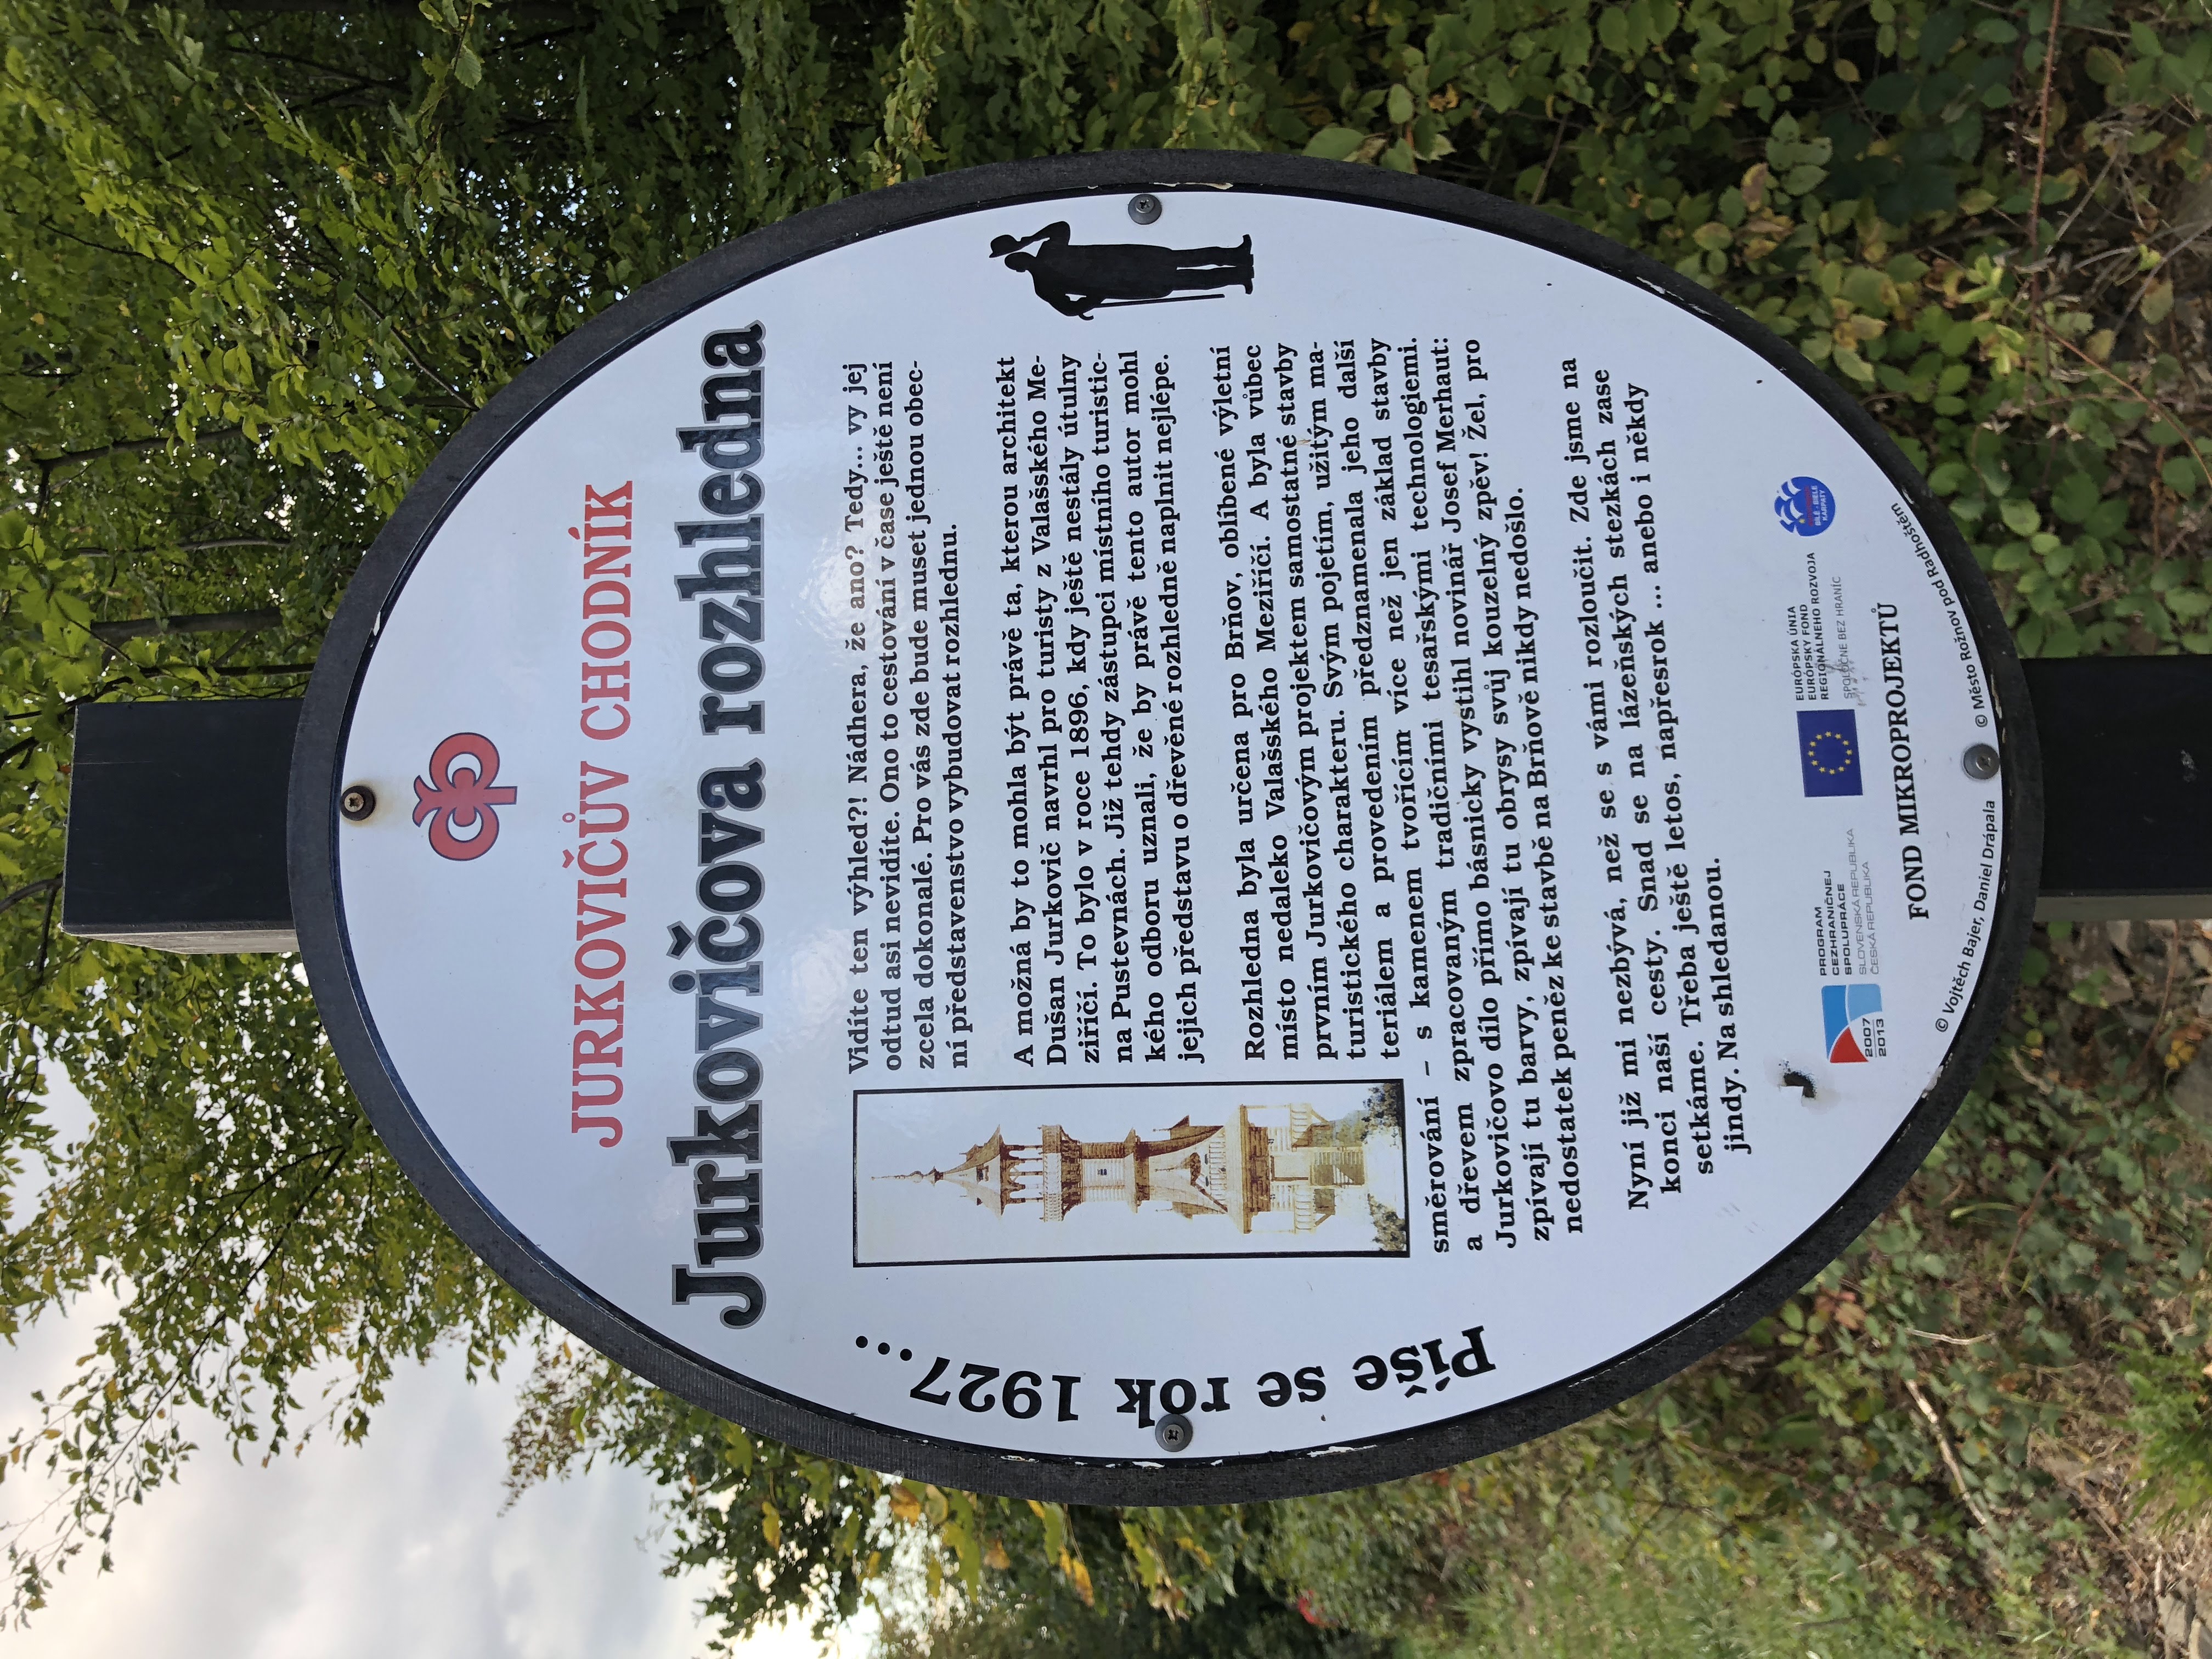 JURKOVIČŮV CHODNÍK
Jurkovičova rozhledna
Píše se rok 1927...
Vidíte ten výhled?! Nádhera, že ano? Tedy... vy jej
odtud asi nevidíte. Ono to cestování v čase ještě není
zcela dokonalé. Pro vás zde bude muset jednou obec-
ní představenstvo vybudovat rozhlednu.
A možná by to mohla být právě ta, kterou architekt
Dušan Jurkovič navrhl pro turisty z Valašského Me-
ziříčí. To bylo v roce 1896, kdy ještě nestály útulny
na Pustevnách. Již tehdy zástupci místního turistic-
kého odboru uznali, že by právě tento autor mohl
jejich představu o dřevěné rozhledně naplnit nejlépe.
Rozhledna byla určena pro Brňov, oblíbené výletní
místo nedaleko Valašského Meziříčí. A byla vůbec
prvním Jurkovičovým projektem samostatné stavby
turistického charakteru. Svým pojetím, užitým ma-
teriálem a provedením předznamenala jeho další
směrování – s kamenem tvořícím více než jen základ stavby
a dřevem zpracovaným tradičními tesařskými technologiemi.
Jurkovičovo dílo přímo básnicky vystihl novinář Josef Merhaut:
zpívají tu barvy, zpívají tu obrysy svůj kouzelný zpěv! Žel, pro
nedostatek peněz ke stavbě na Brňově nikdy nedošlo.
Nyní již mi nezbývá, než se s vámi rozloučit. Zde jsme na
konci naší cesty. Snad se na lázeňských stezkách zase
setkáme. Třeba ještě letos, napřesrok ... anebo i někdy
jindy. Na shledanou.
2007
2013
PROGRAM
CEZHRANIČNEJ
SPOLUPRÁCE
SLOVENSKÁ REPUBLIKA
ČESKÁ REPUBLIKA
EURÓPSKA ÚNIA
EURÓPSKY FOND
REGIONÁLNEHO ROZVOJA
SPOLOČNE BEZ HRANÍC
BÍLÉ - BIELE
KARPATY
FOND MIKROPROJEKTŮ
© Vojtěch Bajer, Daniel Drápala
© Město Rožnov pod Radhoštěm